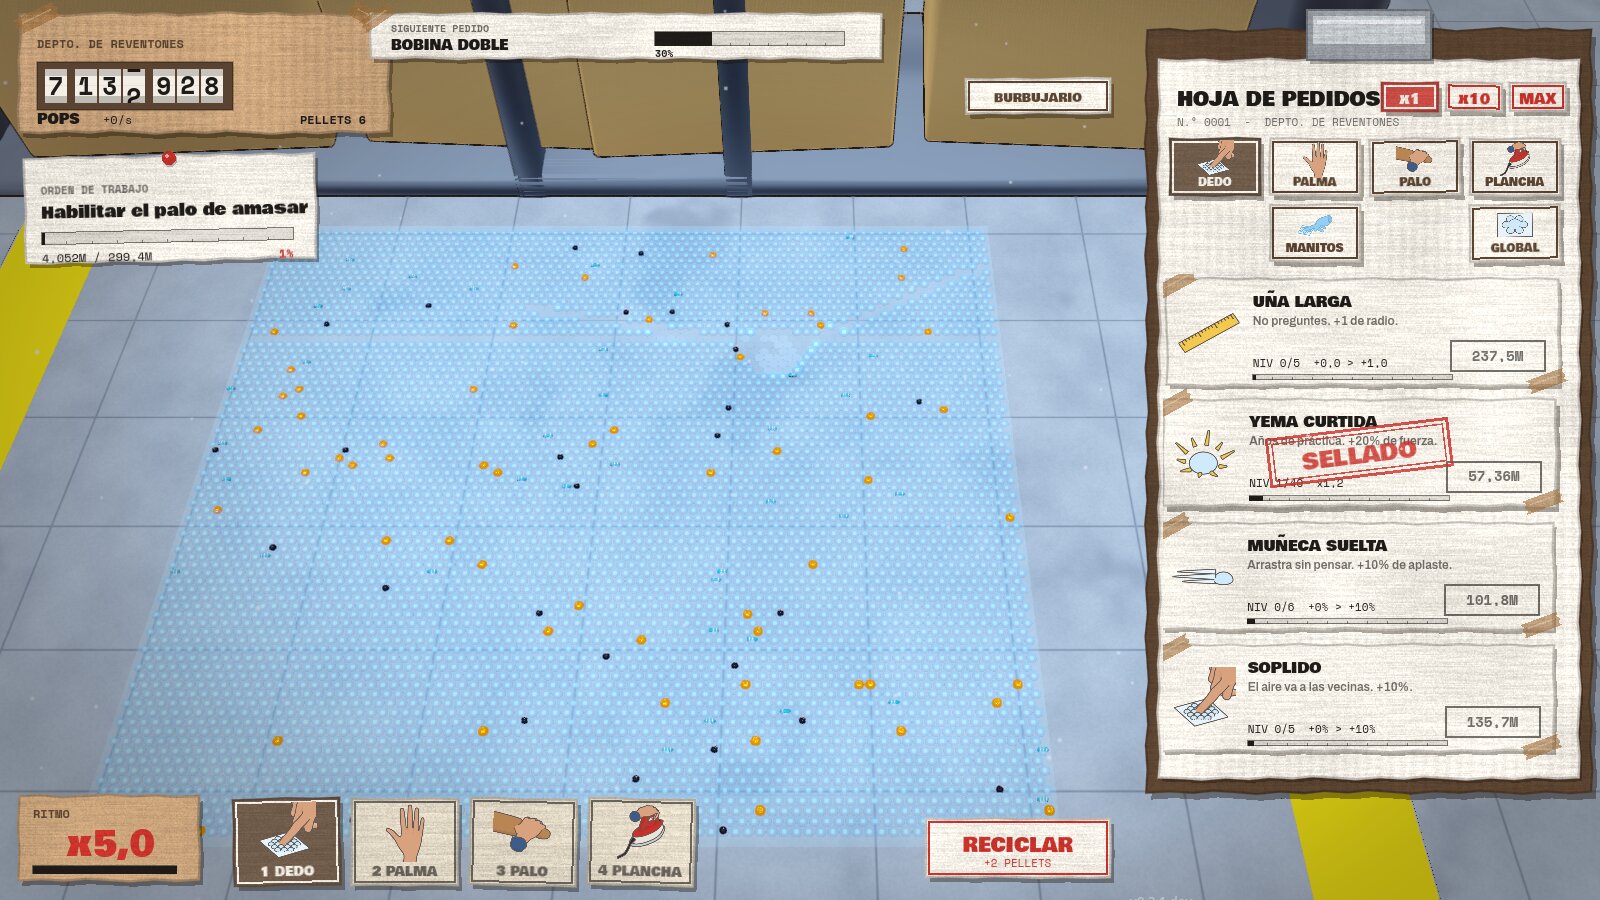 DEPTO. DE REVENTONES
POPS
+0/s
PELLETS 6
SIGUIENTE PEDIDO
BOBINA DOBLE
30%
BURBUJARIO
ORDEN DE TRABAJO
Habilitar el palo de amasar
4,052M / 299,4M
1%
HOJA DE PEDIDOS
x1
x10
MAX
N.° 0001 - DEPTO. DE REVENTONES
DEDO
PALMA
PALO
PLANCHA
MANITOS
GLOBAL
UÑA LARGA
No preguntes. +1 de radio.
NIV 0/5 +0,0 > +1,0
237,5M
YEMA CURTIDA
Años de práctica. +20% de fuerza.
SELLADO
NIV 1/40 x1,2
57,36M
MUÑECA SUELTA
Arrastra sin pensar. +10% de aplaste.
NIV 0/6 +0% > +10%
101,8M
SOPLIDO
El aire va a las vecinas. +10%.
NIV 0/5 +0% > +10%
135,7M
RITMO
x5,0
1 DEDO
2 PALMA
3 PALO
4 PLANCHA
RECICLAR
+2 PELLETS